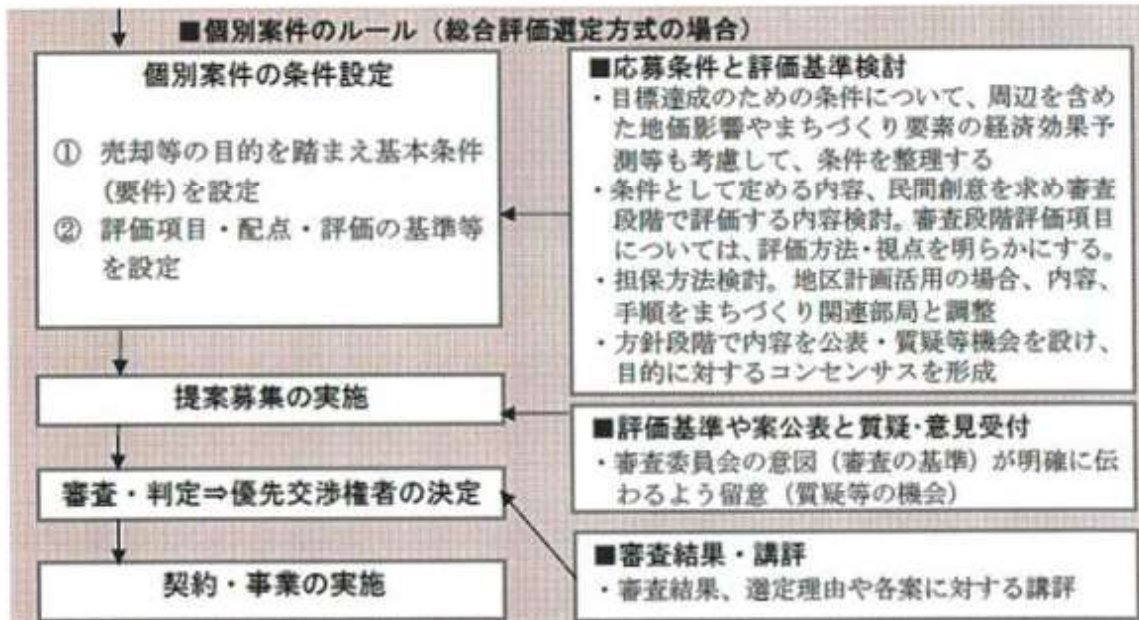 ■個別案件のルール（総合評価選定方式の場合）
個別案件の条件設定
① 売却等の目的を踏まえ基本条件
（要件）を設定
② 評価項目・配点・評価の基準等
を設定
提案募集の実施
審査・判定⇒優先交渉権者の決定
契約・事業の実施
■応募条件と評価基準検討
・目標達成のための条件について、周辺を含め
た地価影響やまちづくり要素の経済効果予
測等も考慮して、条件を整理する
・条件として定める内容、民間創意を求め審査
段階で評価する内容検討。審査段階評価項目
については、評価方法・視点を明らかにする。
・担保方法検討。地区計画活用の場合、内容、
手順をまちづくり関連部局と調整
・方針段階で内容を公表・質疑等機会を設け、
目的に対するコンセンサスを形成
■評価基準や案公表と質疑・意見受付
・審査委員会の意図（審査の基準）が明確に伝
わるよう留意（質疑等の機会）
■審査結果・講評
・審査結果、選定理由や各案に対する講評